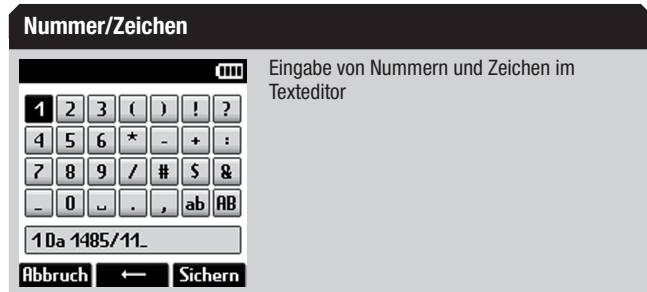 Nummer/Zeichen
Eingabe von Nummern und Zeichen im
Texteditor
1 2 3 ( ) ! ?
4 5 6 * - + :
7 8 9 / # $ &
_ 0 ␣ . , ab AB
1 Da 1485/11_
Abbruch ← Sichern